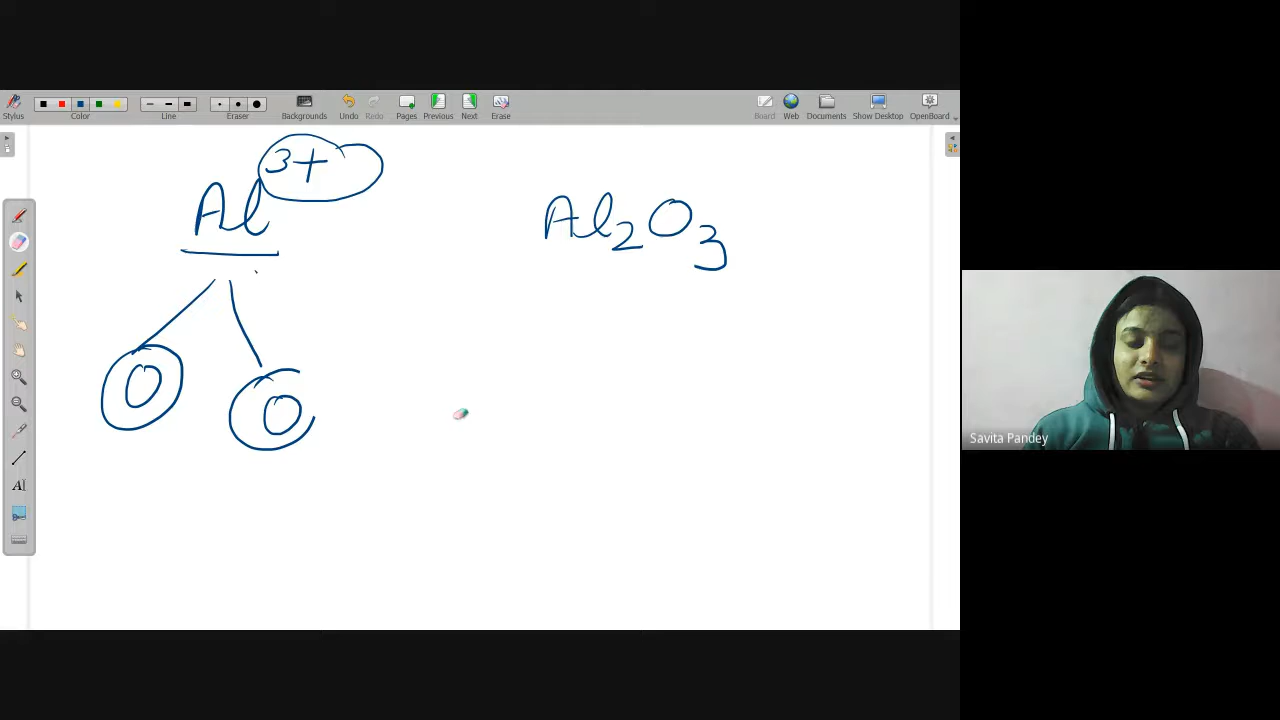 Stylus Color Line Eraser Backgrounds Undo Redo Pages Previous Next Erase Board Web Documents Show Desktop OpenBoard
3+
Al
Al2O3
O
O
AI
Savita Pandey